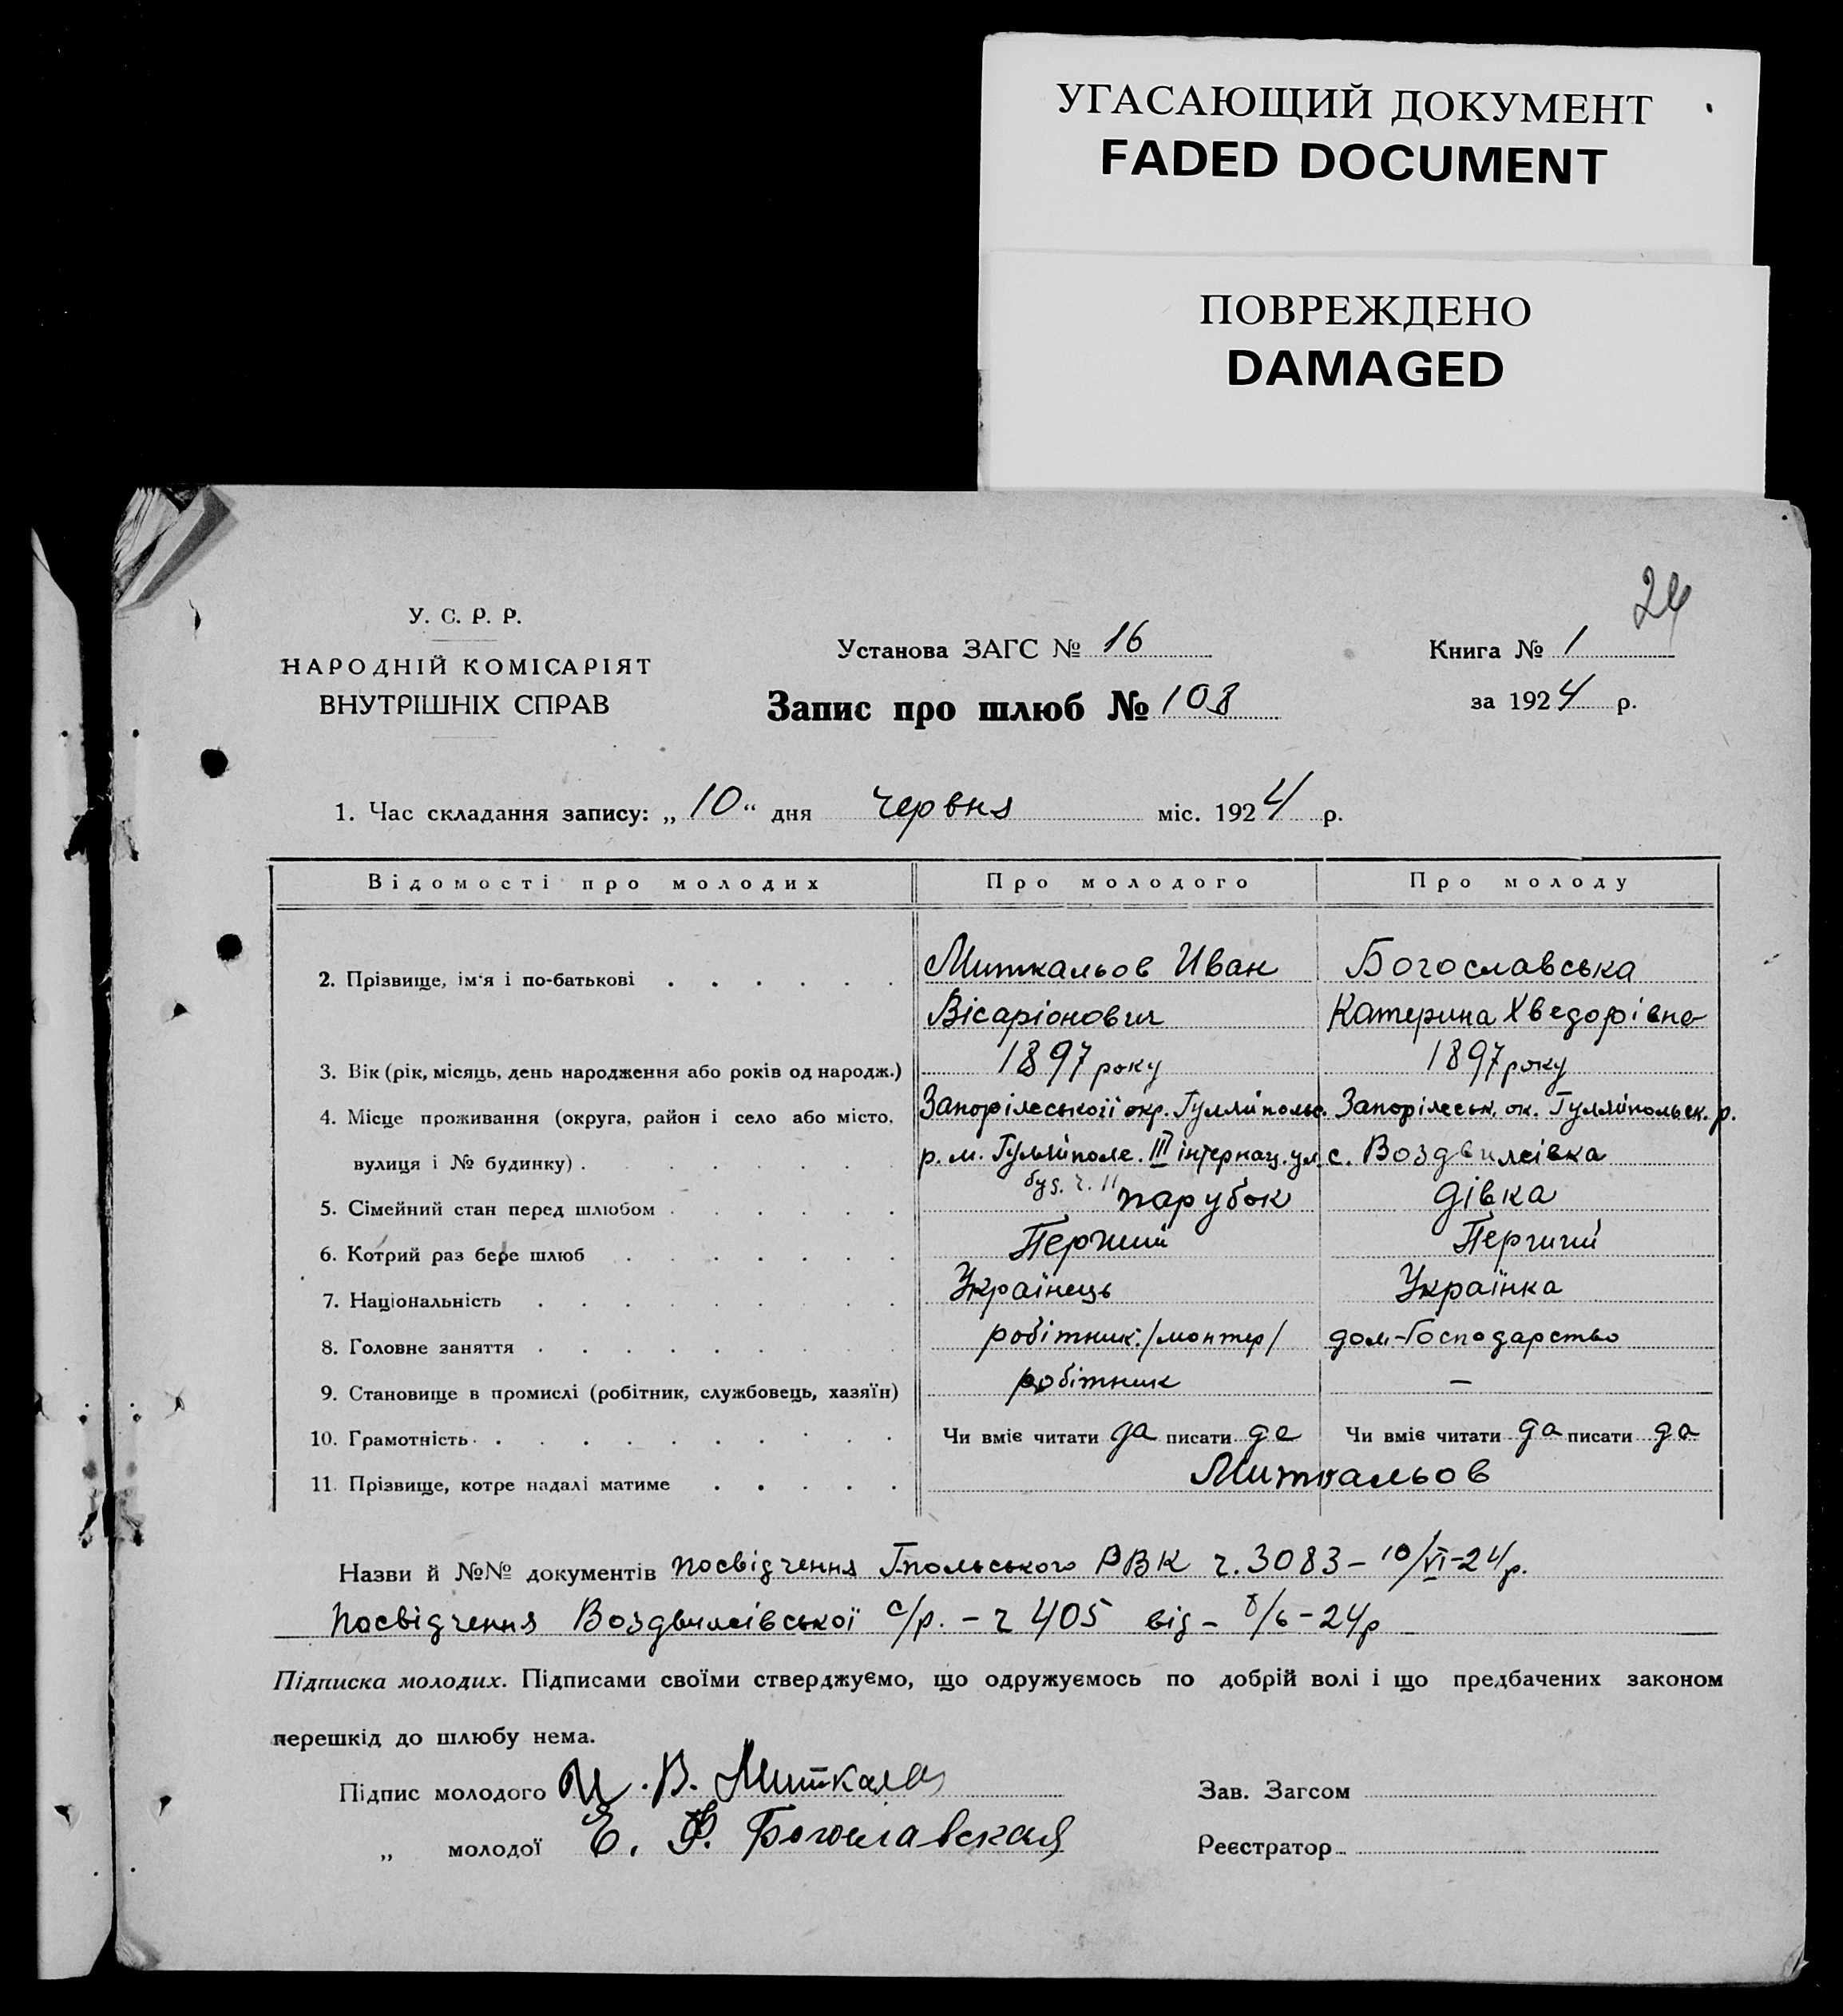 УГАСАЮЩИЙ ДОКУМЕНТ
FADED DOCUMENT
ПОВРЕЖДЕНО
DAMAGED
24
У. С. Р. Р.
НАРОДНІЙ КОМІСАРІЯТ
ВНУТРІШНІХ СПРАВ
Установа ЗАГС № 16
Запис про шлюб № 108
Книга № 1
за 1924 р.
1. Час складання запису: „ 10 “ дня червня міс. 1924 р.
Відомості про молодих Про молодого Про молоду
2. Прізвище, ім'я і по-батькові Миткальов Иван Богославська
Вісаріонович Катерина Хведорівна
3. Вік (рік, місяць, день народження або років од народж.) 1897 року 1897 року
4. Місце проживання (округа, район і село або місто, Запоріжської окр. Гуляйпольс. Запоріжськ. ок. Гуляйпольск. р.
вулиця і № будинку) р. м. Гуляйполе. III інтернац. ул. с. Воздвижівка
буд. ч. 11
5. Сімейний стан перед шлюбом парубок дівка
6. Котрий раз бере шлюб Перший Перший
7. Національність Українець Українка
8. Головне заняття робітник /монтер/ дом-Господарство
9. Становище в промислі (робітник, службовець, хазяїн) робітник —
10. Грамотність Чи вміє читати да писати да Чи вміє читати да писати да
11. Прізвище, котре надалі матиме Миткальов
Назви й №№ документів посвідчення Г-польського РВК ч. 3083 – 10/VI–24 р.
Посвідчення Воздвижівської с/р. – ч 405 від – /6 – 24 р
Підписка молодих. Підписами своїми стверджуємо, що одружуємось по добрій волі і що предбачених законом
перешкід до шлюбу нема.
Підпис молодого И. В. Миткалев
Зав. Загсом
„ молодої Е. Ф. Богославская
Реєстратор